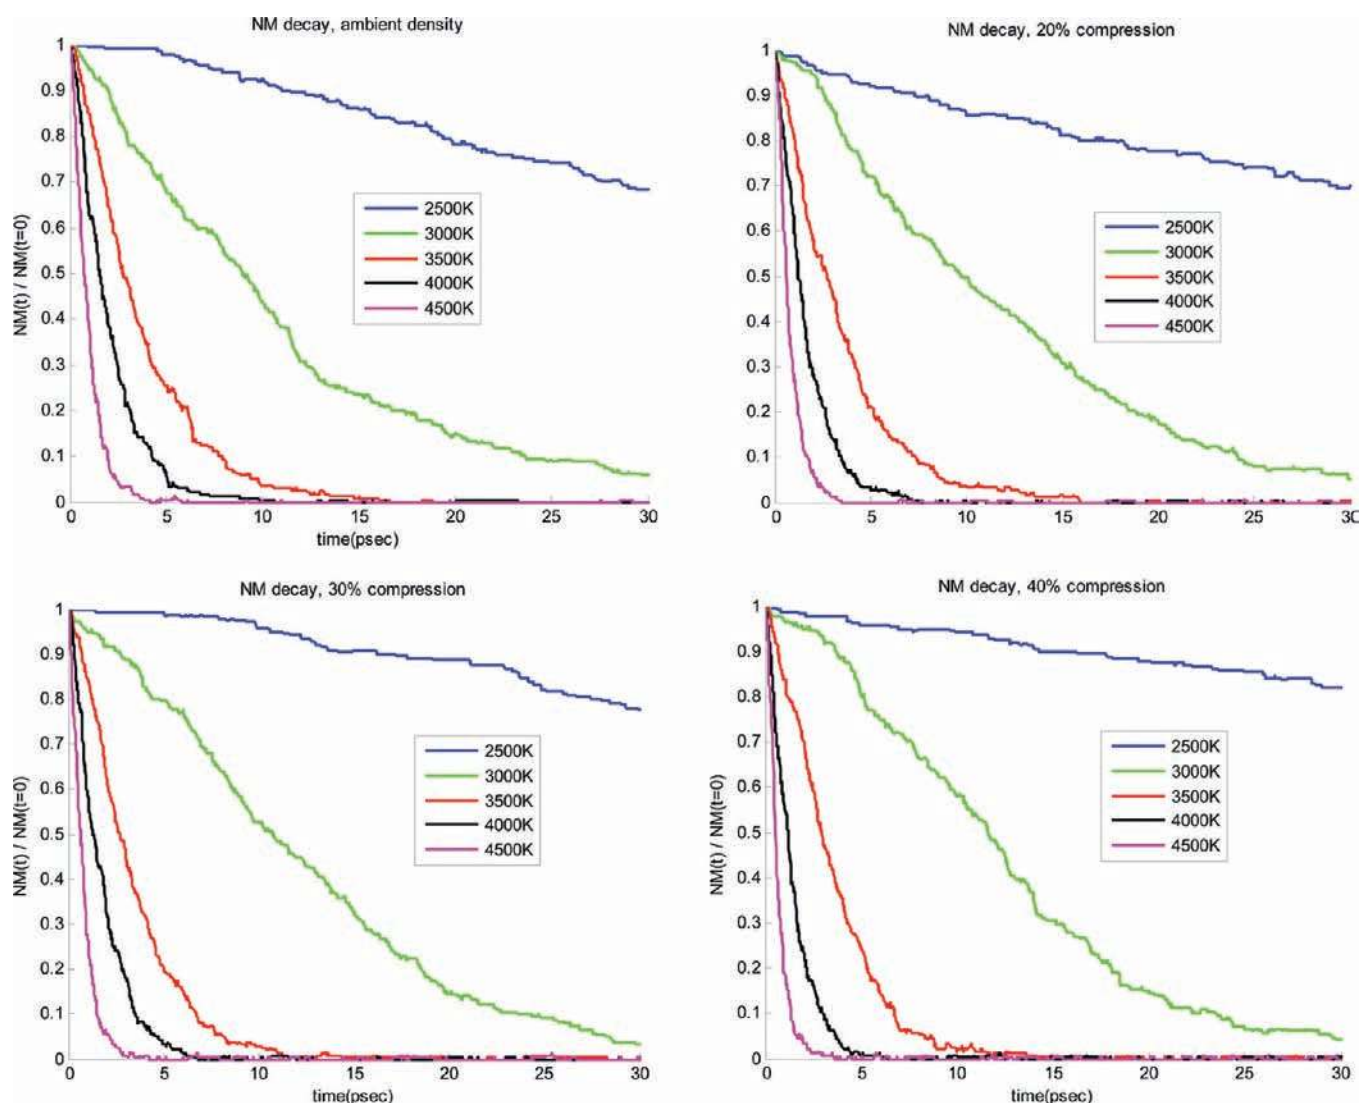 NM decay, ambient density
NM(t) / NM(t=0)
1
0.9
0.8
0.7
0.6
0.5
0.4
0.3
0.2
0.1
0
2500K
3000K
3500K
4000K
4500K
0 5 10 15 20 25 30
time(psec)
NM decay, 20% compression
1
0.9
0.8
0.7
0.6
0.5
0.4
0.3
0.2
0.1
0
2500K
3000K
3500K
4000K
4500K
0 5 10 15 20 25 30
time(psec)
NM decay, 30% compression
NM(t) / NM(t=0)
1
0.9
0.8
0.7
0.6
0.5
0.4
0.3
0.2
0.1
0
2500K
3000K
3500K
4000K
4500K
0 5 10 15 20 25 30
time(psec)
NM decay, 40% compression
NM(t) / NM(t=0)
1
0.9
0.8
0.7
0.6
0.5
0.4
0.3
0.2
0.1
0
2500K
3000K
3500K
4000K
4500K
0 5 10 15 20 25 30
time(psec)